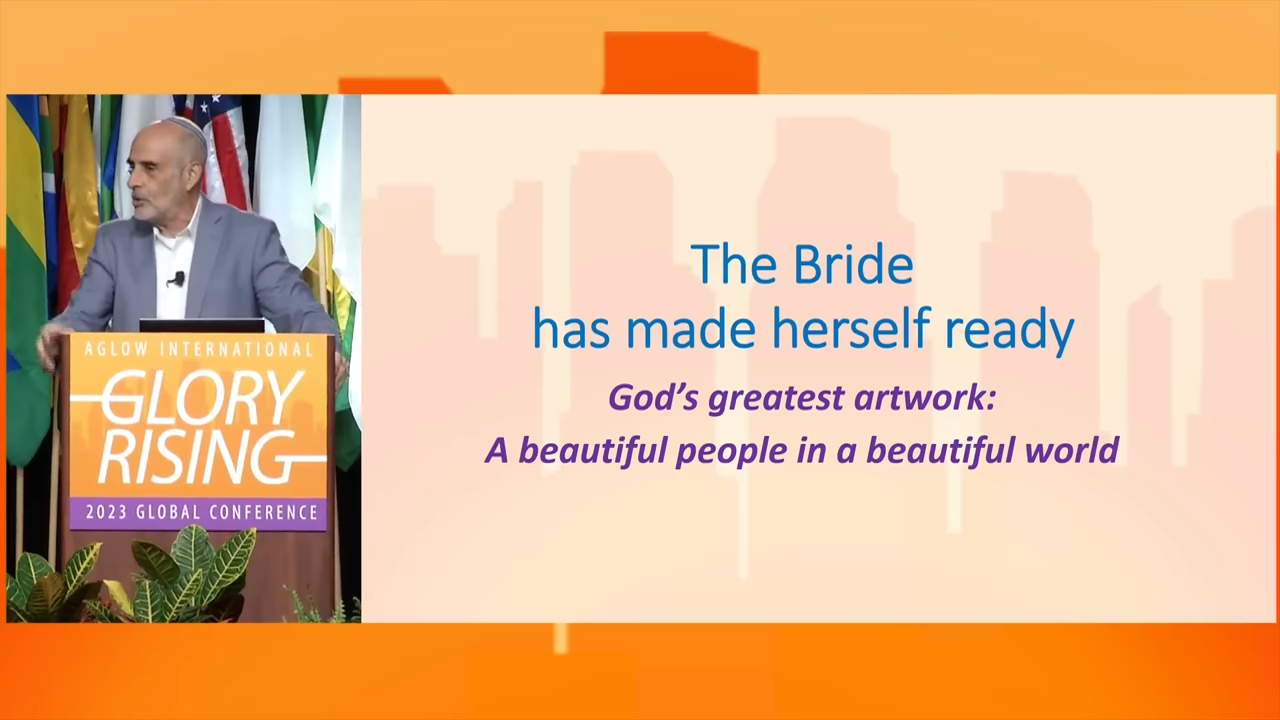 AGLOW INTERNATIONAL
GLORY
RISING
2023 GLOBAL CONFERENCE
The Bride
has made herself ready
God's greatest artwork:
A beautiful people in a beautiful world